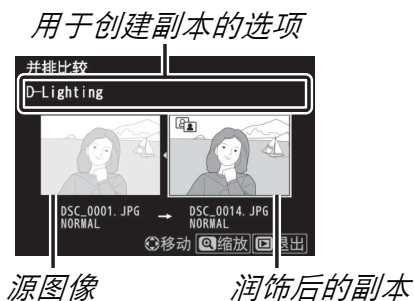 用于创建副本的选项
并排比较
D-Lighting
DSC_0001. JPG → DSC_0014. JPG
NORMAL NORMAL
移动 缩放 退出
源图像 润饰后的副本